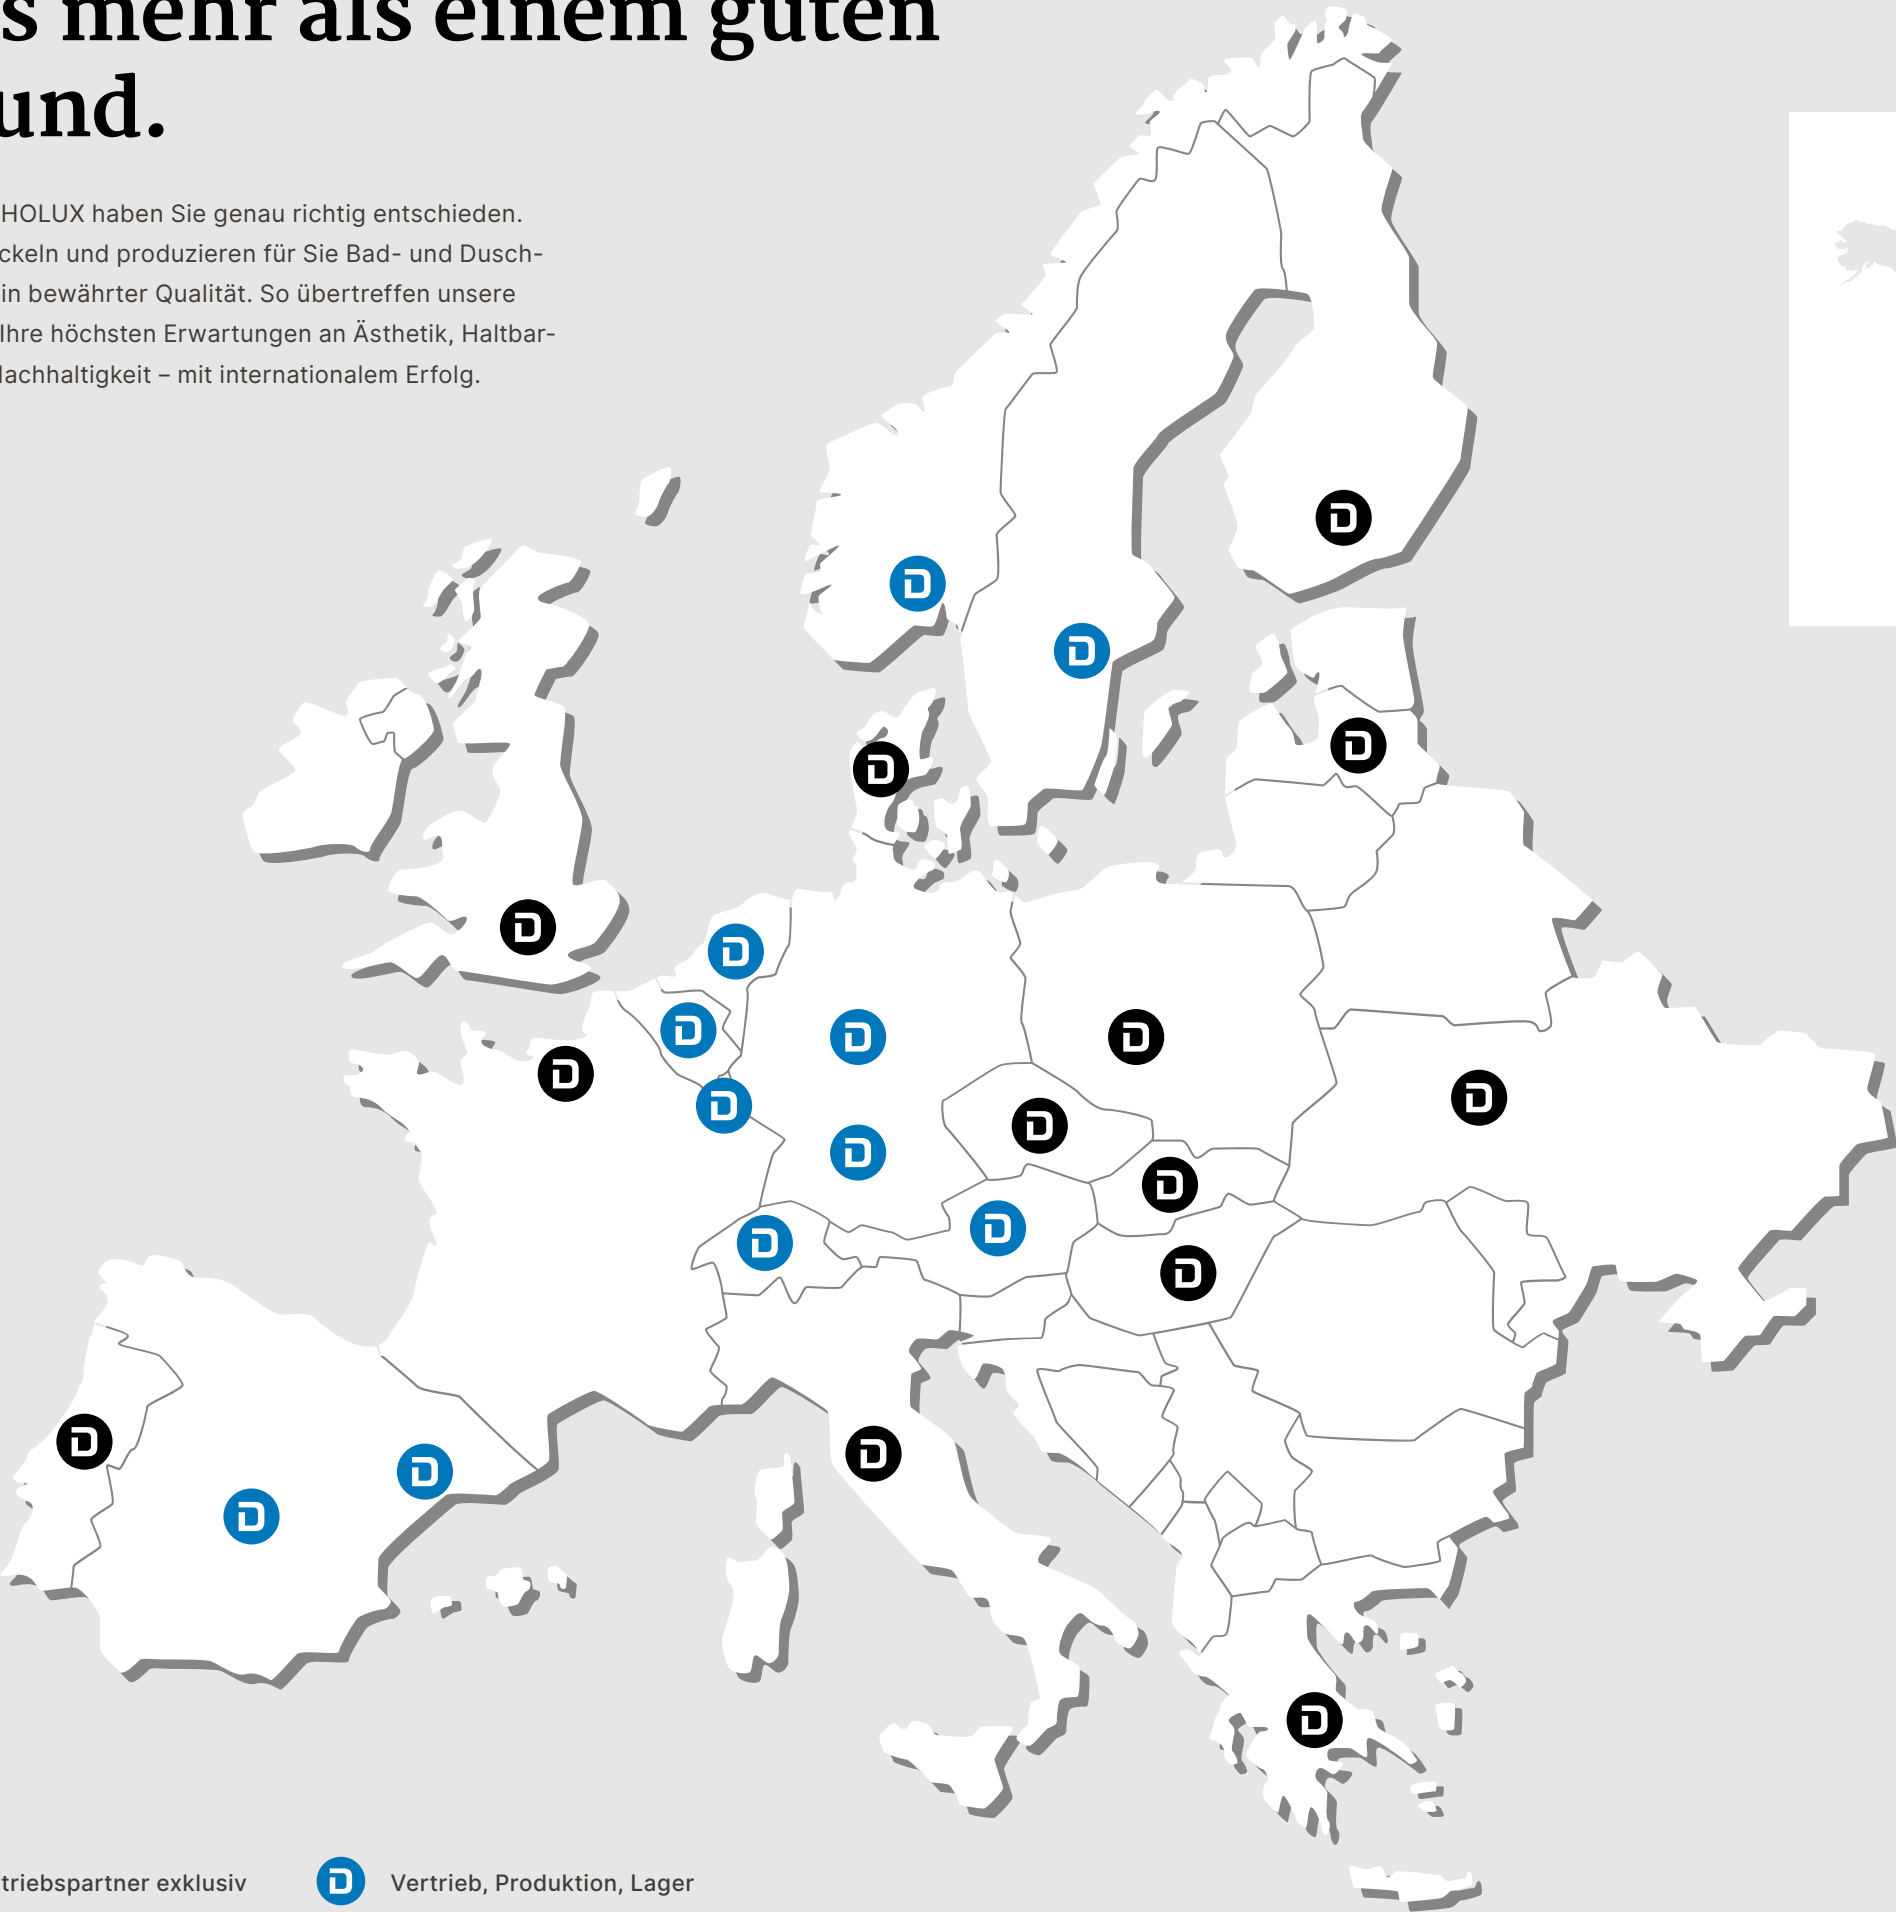 s mehr als einem guten
und.
HOLUX haben Sie genau richtig entschieden.
ckeln und produzieren für Sie Bad- und Dusch-
in bewährter Qualität. So übertreffen unsere
Ihre höchsten Erwartungen an Ästhetik, Haltbar-
Nachhaltigkeit – mit internationalem Erfolg.
triebspartner exklusiv
Vertrieb, Produktion, Lager